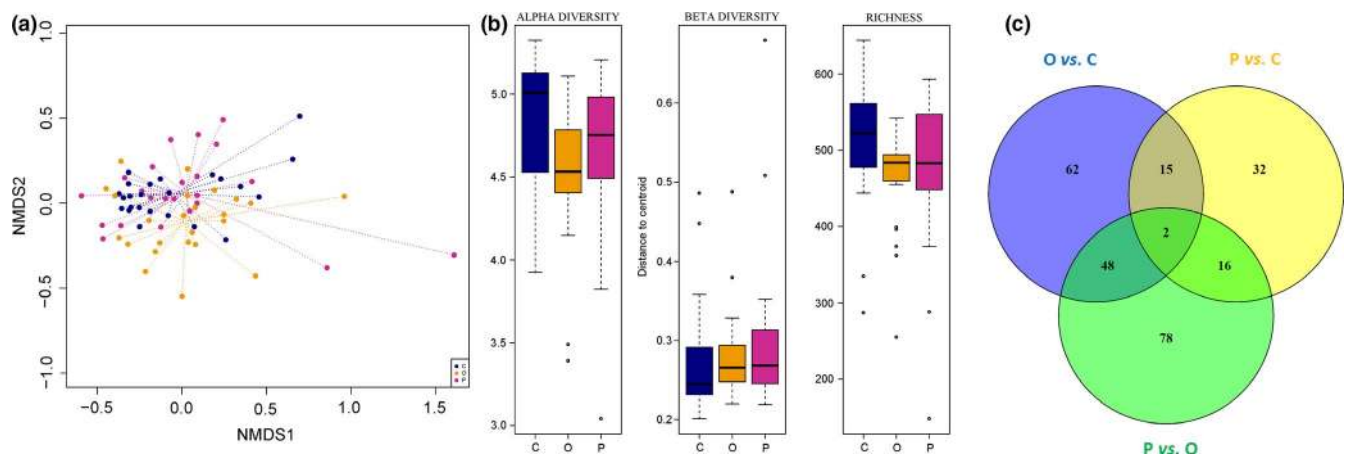 (a)
1.0
0.5
0.0
−0.5
−1.0
NMDS2
−0.5
0.0
0.5
1.0
1.5
NMDS1
C
O
P
(b)
ALPHA DIVERSITY
5.0
4.5
4.0
3.5
3.0
C
O
P
BETA DIVERSITY
Distance to centroid
0.6
0.5
0.4
0.3
0.2
C
O
P
RICHNESS
600
500
400
300
200
C
O
P
(c)
O vs. C
P vs. C
62
15
32
2
48
16
78
P vs. O